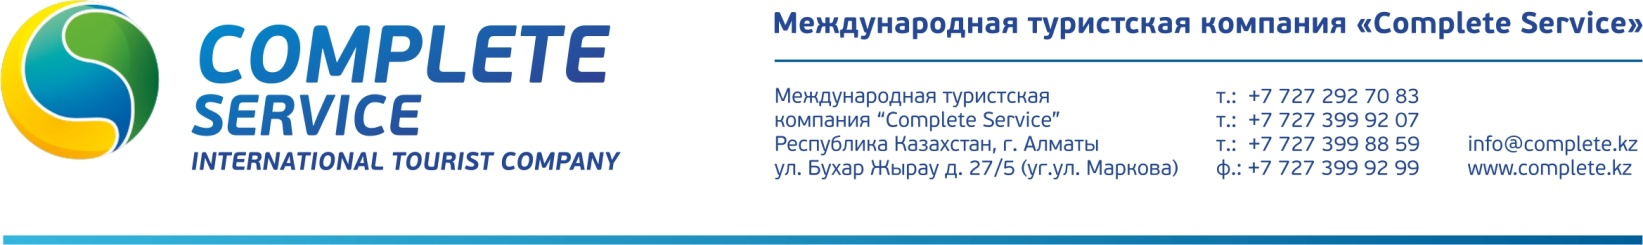 COMPLETE
SERVICE
INTERNATIONAL TOURIST COMPANY
Международная туристская компания «Complete Service»
Международная туристская
компания “Complete Service”
Республика Казахстан, г. Алматы
ул. Бухар Жырау д. 27/5 (уг.ул. Маркова)
т.: +7 727 292 70 83
т.: +7 727 399 92 07
т.: +7 727 399 88 59
ф.: +7 727 399 92 99
info@complete.kz
www.complete.kz